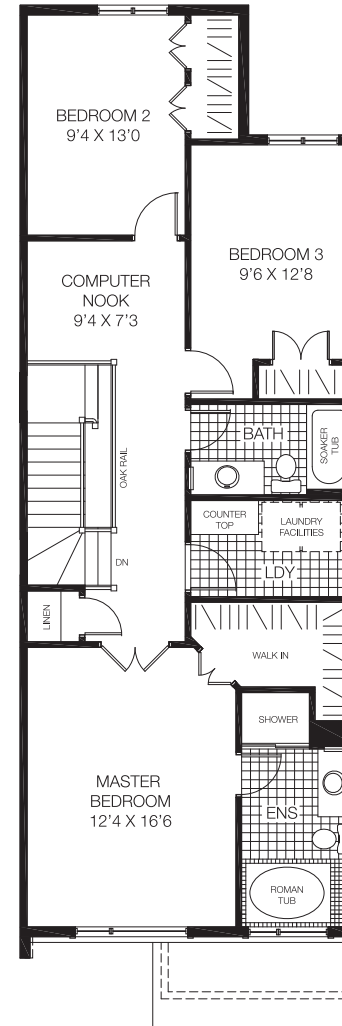 BEDROOM 2
9'4 X 13'0
BEDROOM 3
9'6 X 12'8
COMPUTER
NOOK
9'4 X 7'3
BATH
SOAKER
TUB
OAK RAIL
COUNTER
TOP
LAUNDRY
FACILITIES
DN
LDY
LINEN
WALK IN
SHOWER
MASTER
BEDROOM
12'4 X 16'6
ENS
ROMAN
TUB